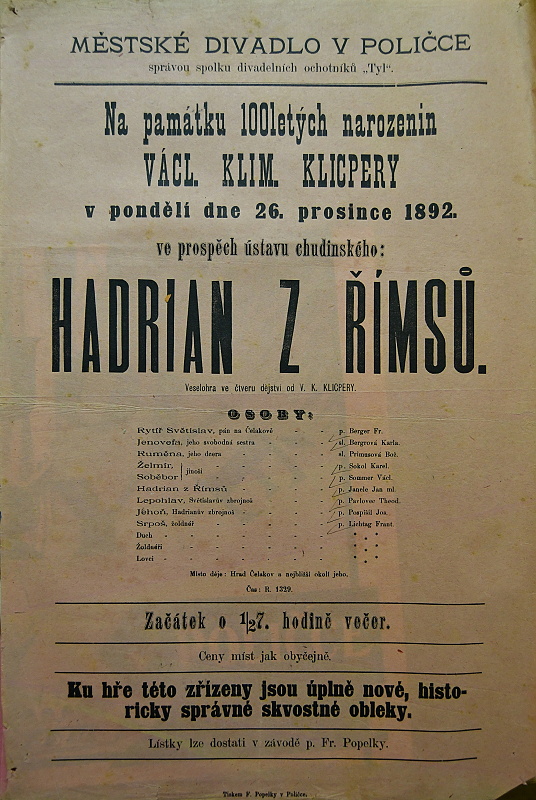 MĚSTSKÉ DIVADLO V POLIČCE
správou spolku divadelních ochotníků „Tyl“.
Na památku 100letých narozenin
VÁCL. KLIM. KLICPERY
v pondělí dne 26. prosince 1892.
ve prospěch ústavu chudinského:
HADRIAN Z ŘÍMSŮ.
Veselohra ve čtveru dějství od V. K. KLICPERY.
OSOBY:
Rytíř Světislav, pán na Čelakově - - p. Berger Fr.
Jenovefa, jeho svobodná sestra - - - sl. Bergrová Karla.
Ruměna, jeho dcera - - - sl. Primusová Bož.
Želmír, p. Sokol Karel.
jinoši
Soběbor p. Sommer Václ.
Hadrian z Římsů - - - p. Janele Jan ml.
Lepohlav, Světislavův zbrojnoš - - p. Pavlovec Theod.
Jehoň, Hadrianův zbrojnoš - - - p. Pospíšil Jos.
Srpoš, žoldnéř - - - p. Lichtag Frant.
Duch - - - - - -
Žoldnéři - - - - - -
Lovci - - - - - -
Místo děje: Hrad Čelakov a nejbližší okolí jeho.
Čas: R. 1329.
Začátek o 1/27. hodině večer.
Ceny míst jak obyčejně.
Ku hře této zřízeny jsou úplně nové, histo-
ricky správné skvostné obleky.
Lístky lze dostati v závodě p. Fr. Popelky.
Tiskem F. Popelky v Poličce.